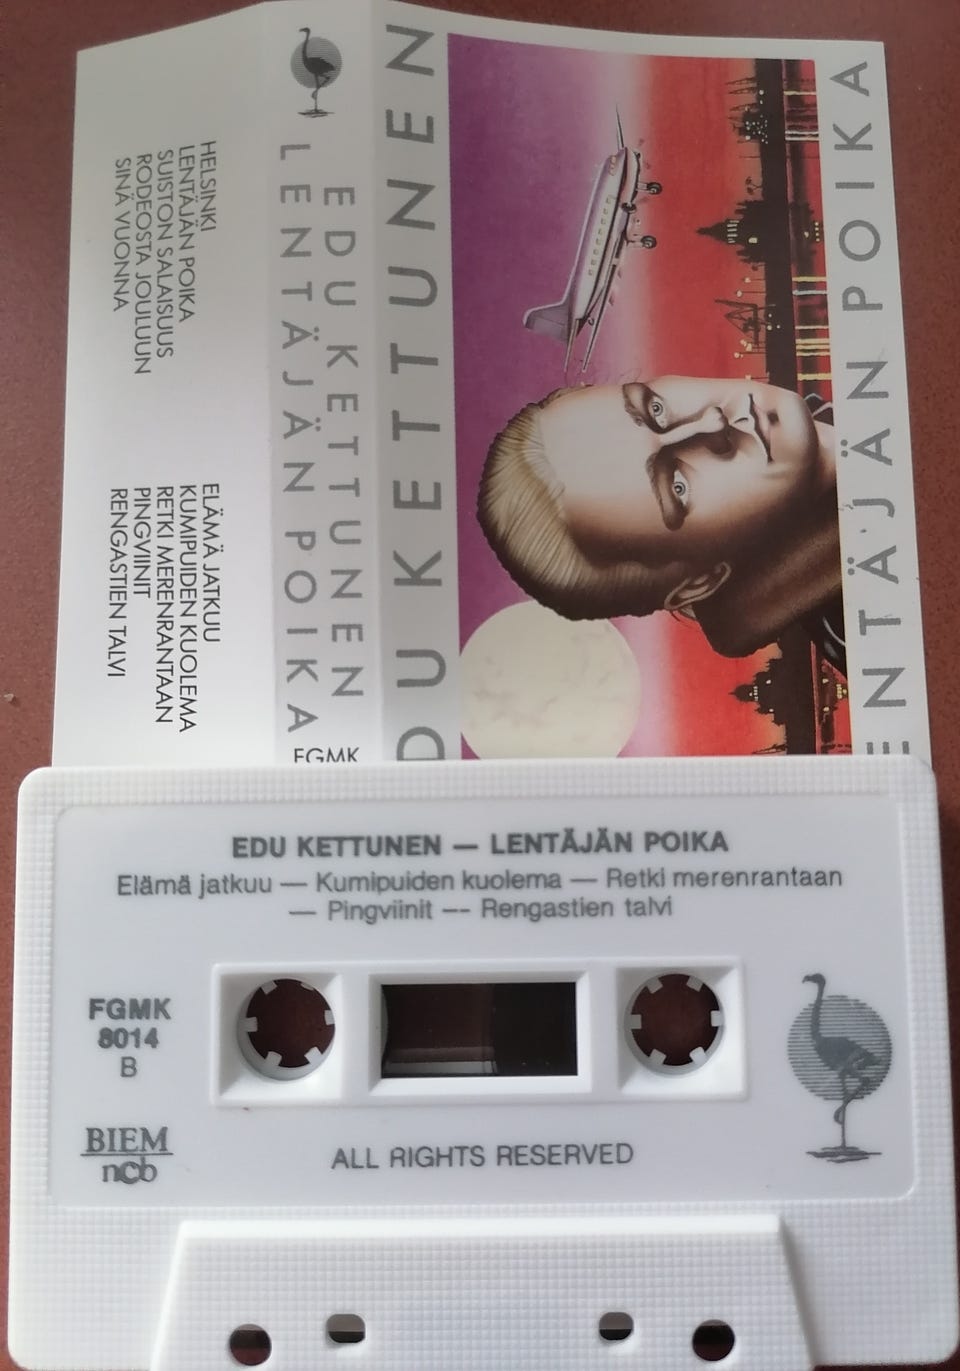 HELSINKI
LENTÄJÄN POIKA
SUISTON SALAISUUS
RODEOSTA JOULUUN
SINÄ VUONNA
ELÄMÄ JATKUU
KUMIPUIDEN KUOLEMA
RETKI MERENRANTAAN
PINGVIINIT
RENGASTIEN TALVI
EDU KETTUNEN
LENTÄJÄN POIKA
FGMK
DU KETTUNEN
ENTÄJÄN POIKA
EDU KETTUNEN — LENTÄJÄN POIKA
Elämä jatkuu — Kumipuiden kuolema — Retki merenrantaan
— Pingviinit — Rengastien talvi
FGMK
8014
B
BIEM
ncb
ALL RIGHTS RESERVED